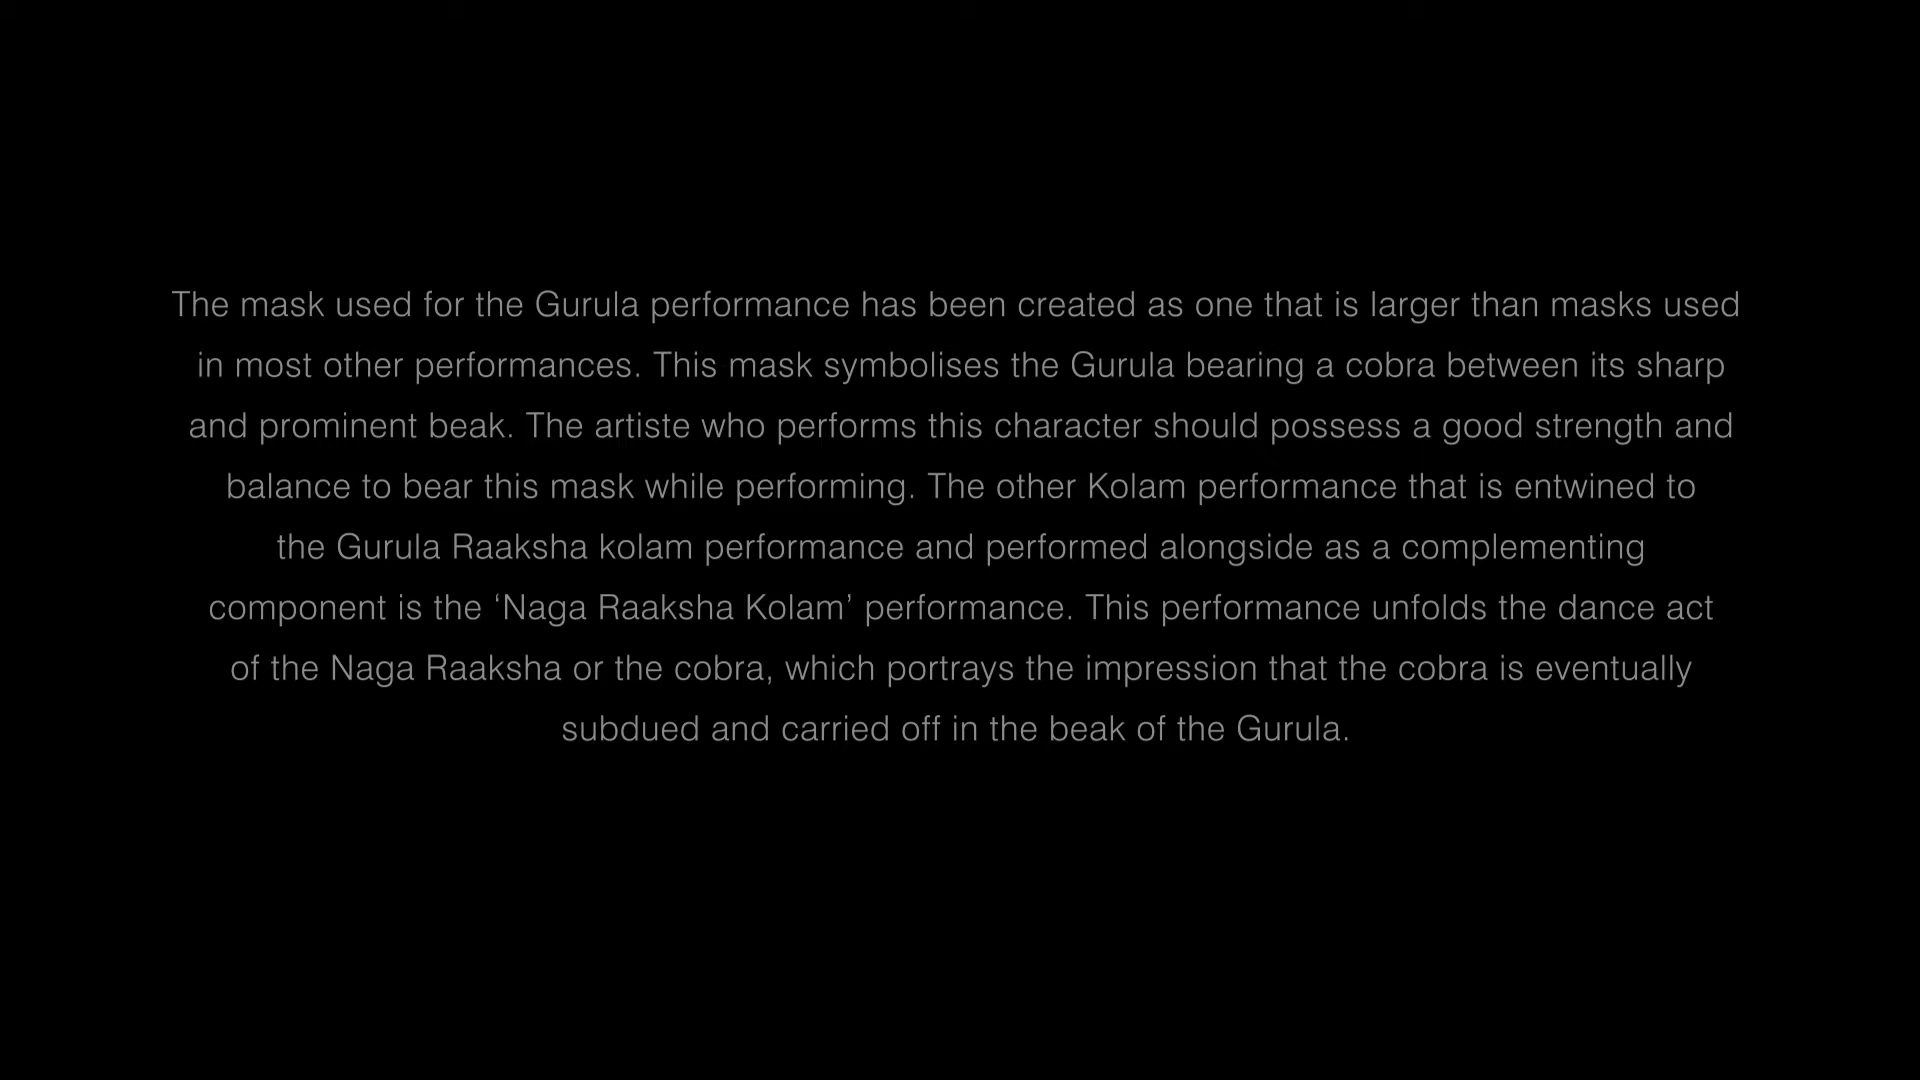 The mask used for the Gurula performance has been created as one that is larger than masks used
in most other performances. This mask symbolises the Gurula bearing a cobra between its sharp
and prominent beak. The artiste who performs this character should possess a good strength and
balance to bear this mask while performing. The other Kolam performance that is entwined to
the Gurula Raaksha kolam performance and performed alongside as a complementing
component is the ‘Naga Raaksha Kolam’ performance. This performance unfolds the dance act
of the Naga Raaksha or the cobra, which portrays the impression that the cobra is eventually
subdued and carried off in the beak of the Gurula.